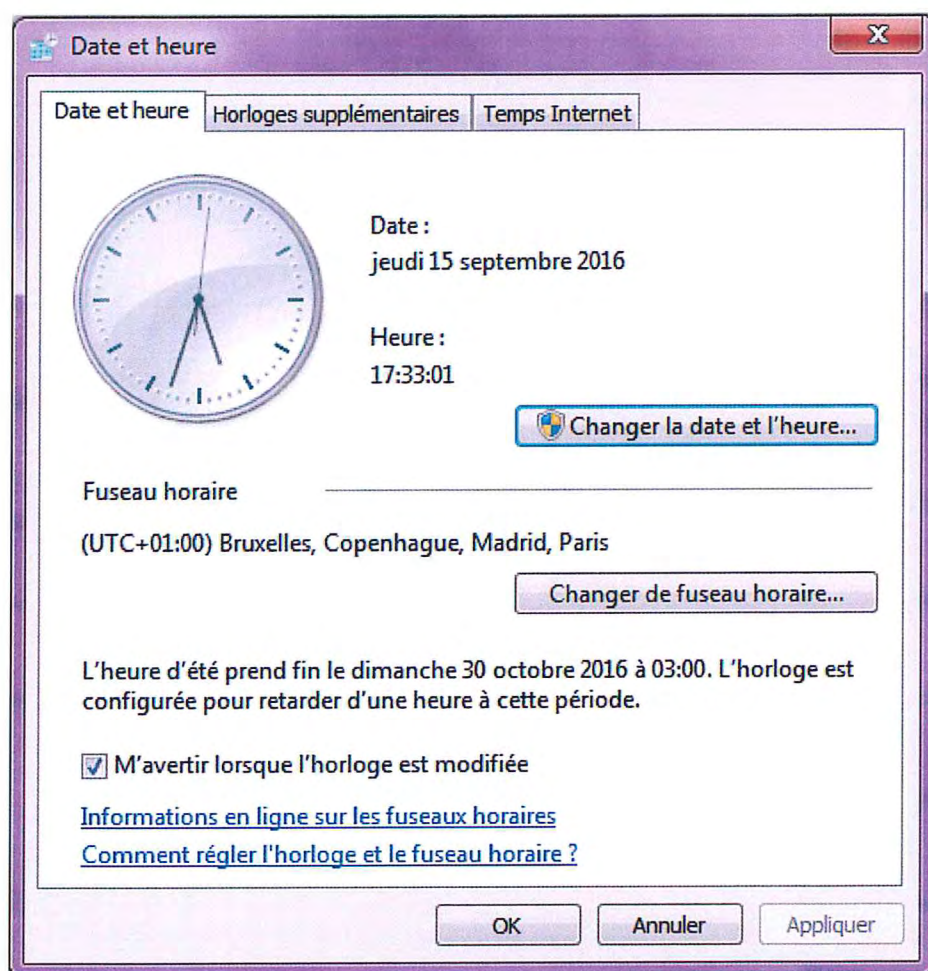 Date et heure
X
Date et heure
Horloges supplémentaires
Temps Internet
Date :
jeudi 15 septembre 2016
Heure :
17:33:01
Changer la date et l'heure...
Fuseau horaire
(UTC+01:00) Bruxelles, Copenhague, Madrid, Paris
Changer de fuseau horaire...
L'heure d'été prend fin le dimanche 30 octobre 2016 à 03:00. L'horloge est
configurée pour retarder d'une heure à cette période.
M'avertir lorsque l'horloge est modifiée
Informations en ligne sur les fuseaux horaires
Comment régler l'horloge et le fuseau horaire ?
OK
Annuler
Appliquer